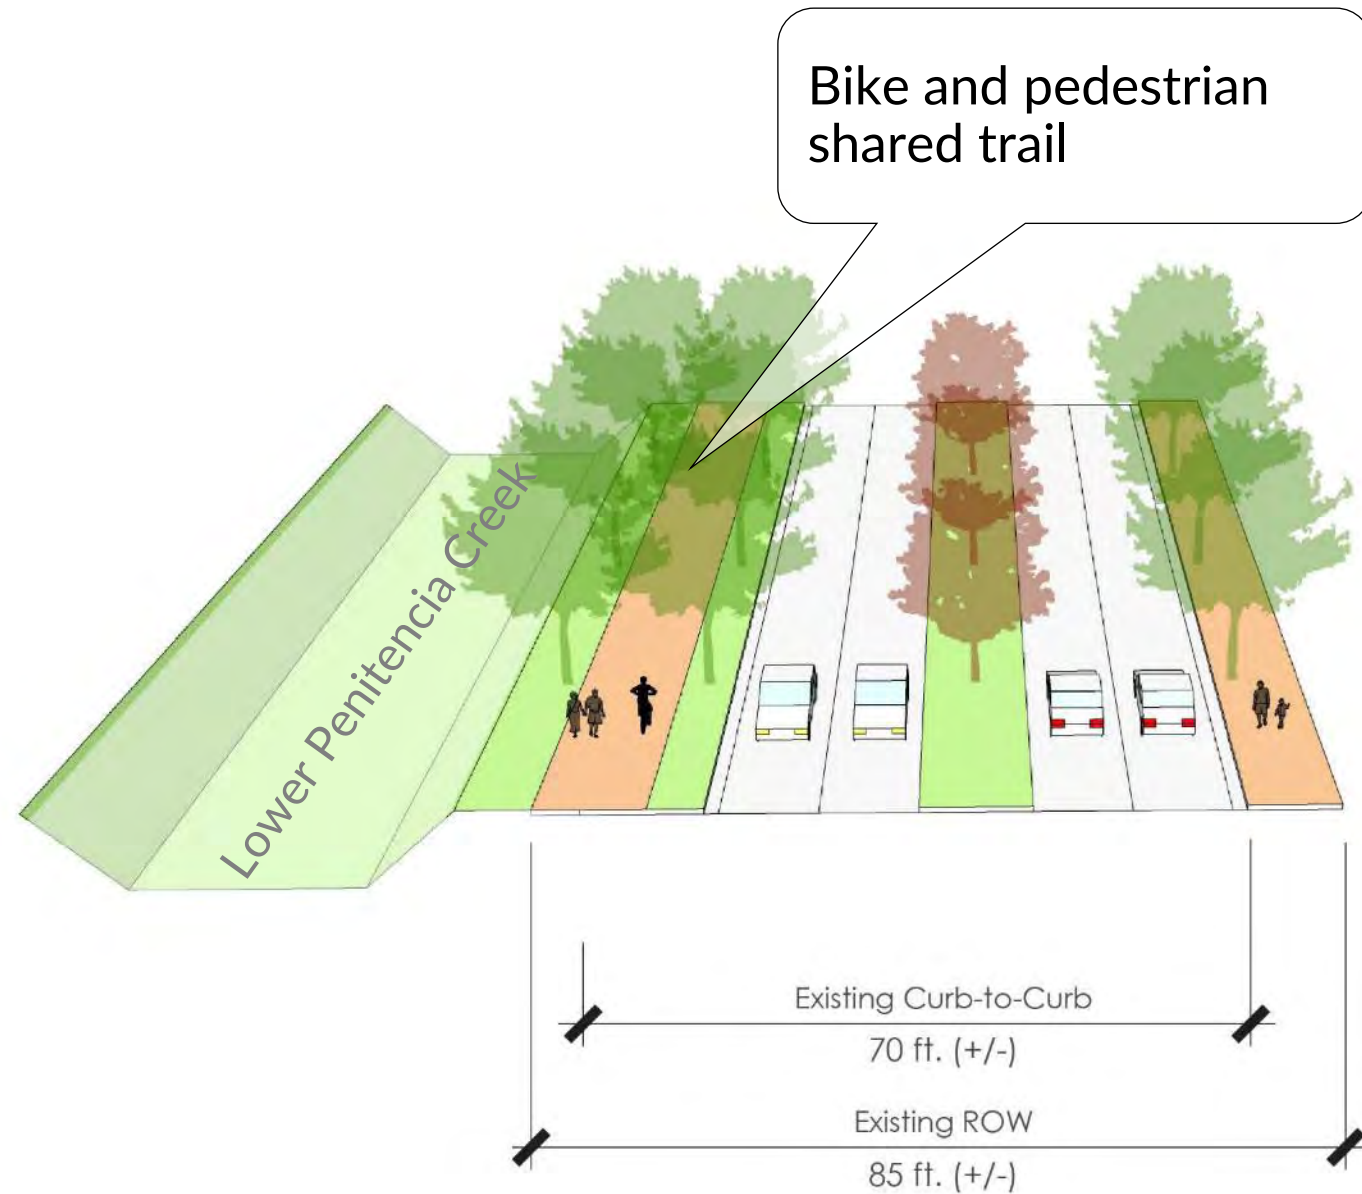 Bike and pedestrian
shared trail
Lower Penitencia Creek
Existing Curb-to-Curb
70 ft. (+/-)
Existing ROW
85 ft. (+/-)